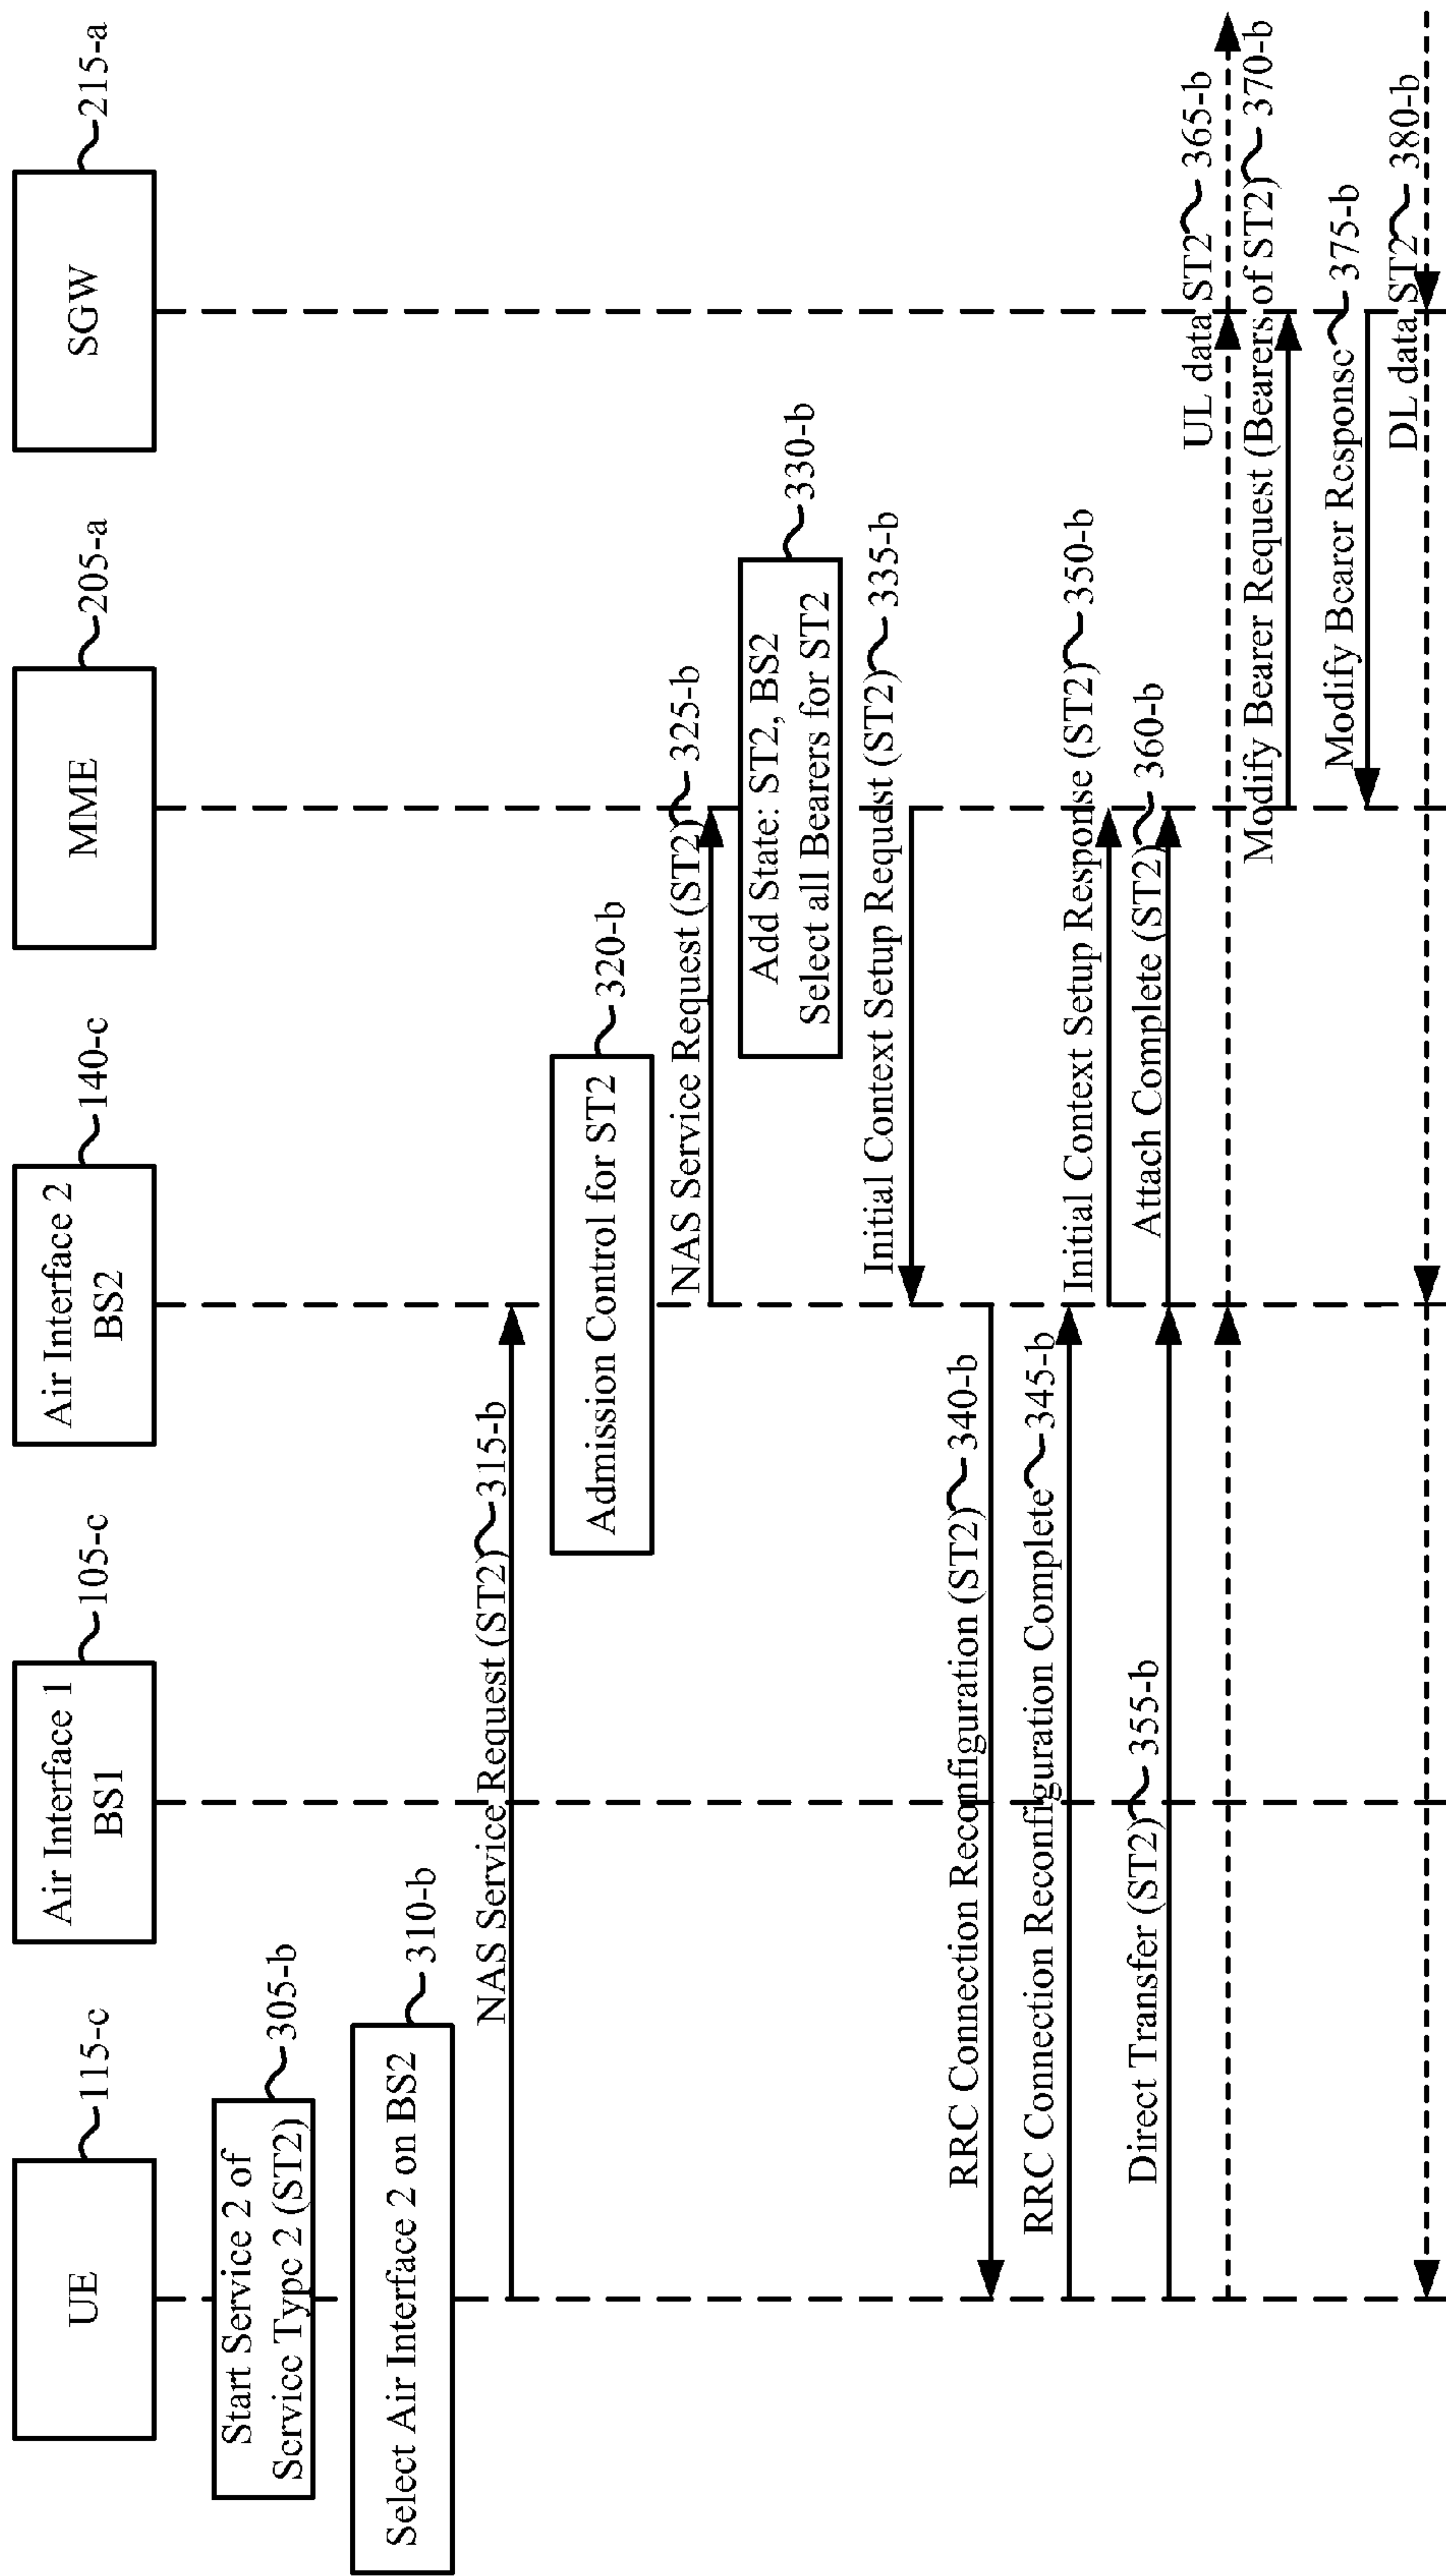 UE
115-c
Air Interface 1
BS1
105-c
Air Interface 2
BS2
140-c
MME
205-a
SGW
215-a
Start Service 2 of
Service Type 2 (ST2)
305-b
Select Air Interface 2 on BS2
310-b
NAS Service Request (ST2)
315-b
Admission Control for ST2
320-b
NAS Service Request (ST2)
325-b
Add State: ST2, BS2
Select all Bearers for ST2
330-b
Initial Context Setup Request (ST2)
335-b
RRC Connection Reconfiguration (ST2)
340-b
RRC Connection Reconfiguration Complete
345-b
Initial Context Setup Response (ST2)
350-b
Direct Transfer (ST2)
355-b
Attach Complete (ST2)
360-b
UL data ST2
365-b
Modify Bearer Request (Bearers of ST2)
370-b
Modify Bearer Response
375-b
DL data ST2
380-b